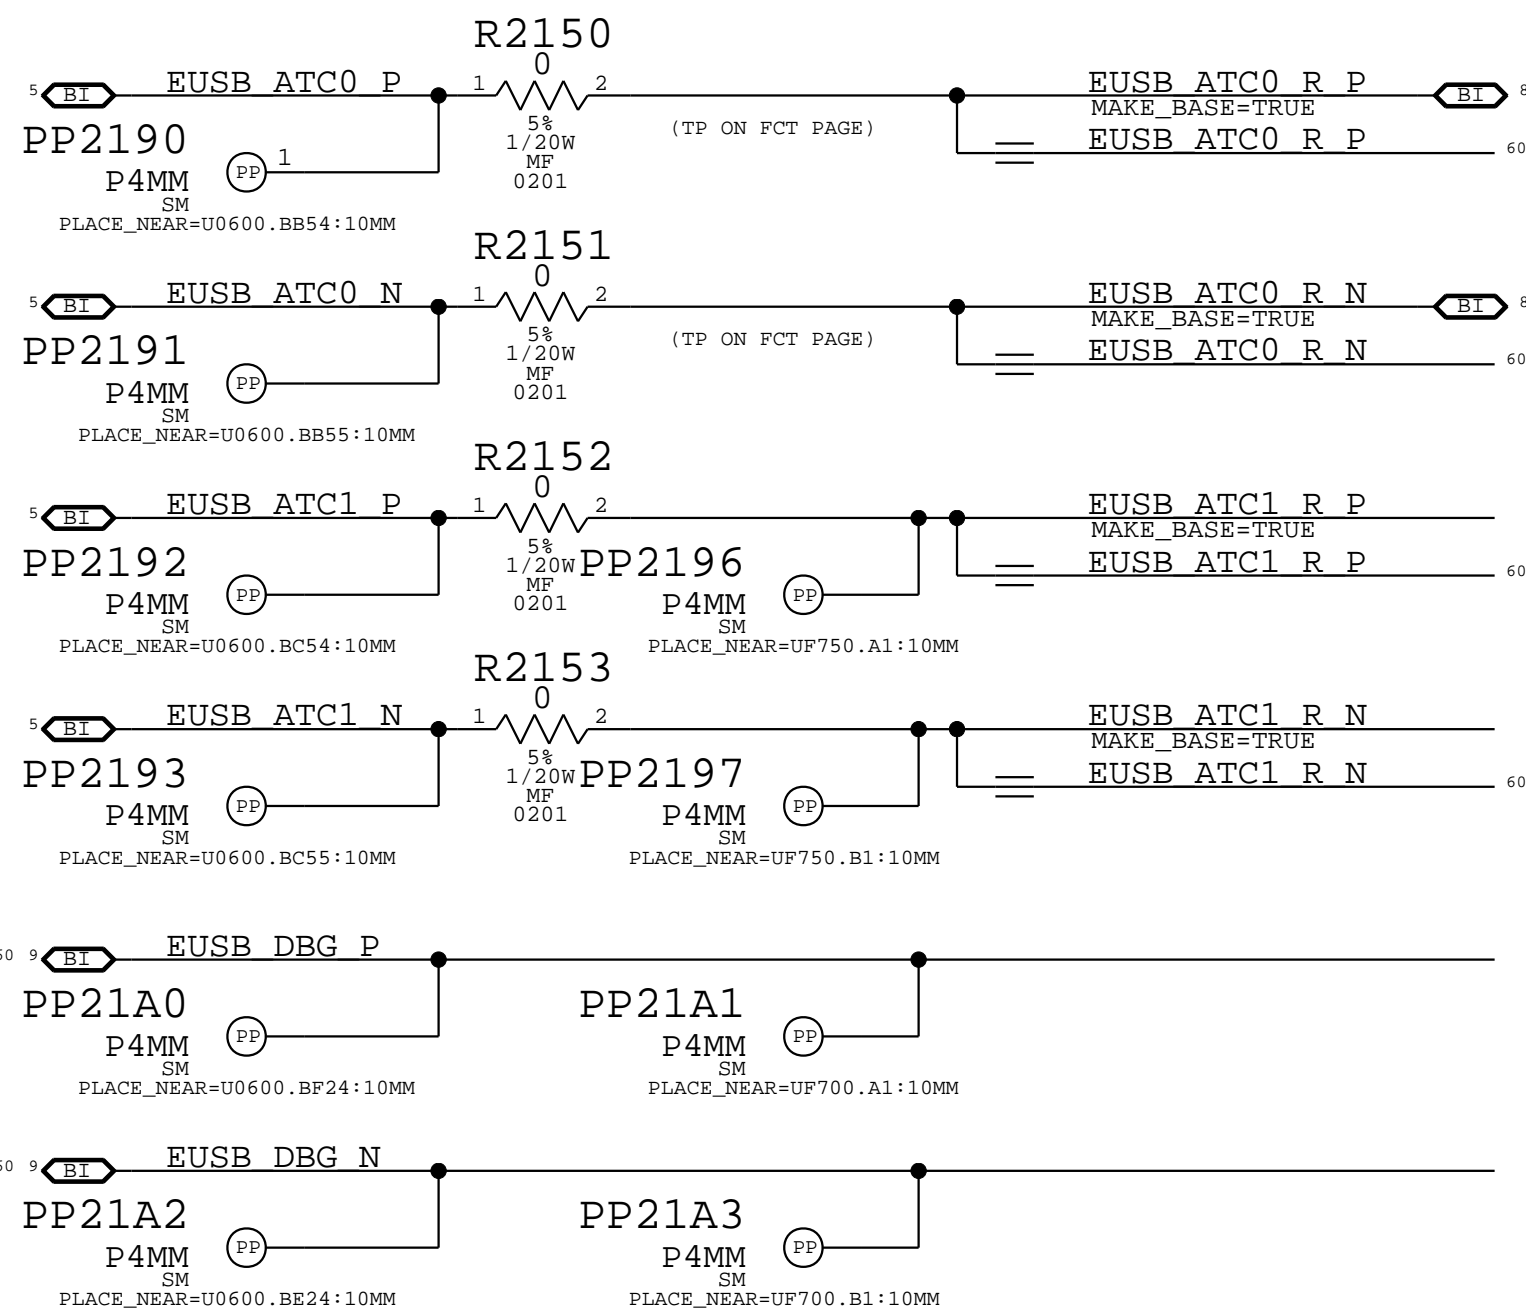 R2150
0
5 BI EUSB_ATC0_P 1 2 EUSB_ATC0_R_P BI 8
5% (TP ON FCT PAGE) MAKE_BASE=TRUE
PP2190 1/20W EUSB_ATC0_R_P 60
PP 1 MF
P4MM 0201
SM
PLACE_NEAR=U0600.BB54:10MM
R2151
0
5 BI EUSB_ATC0_N 1 2 EUSB_ATC0_R_N BI 8
5% (TP ON FCT PAGE) MAKE_BASE=TRUE
PP2191 1/20W EUSB_ATC0_R_N 60
PP MF
P4MM 0201
SM
PLACE_NEAR=U0600.BB55:10MM
R2152
0
5 BI EUSB_ATC1_P 1 2 EUSB_ATC1_R_P
5% MAKE_BASE=TRUE
PP2192 1/20W PP2196 EUSB_ATC1_R_P 60
PP MF PP
P4MM 0201 P4MM
SM SM
PLACE_NEAR=U0600.BC54:10MM PLACE_NEAR=UF750.A1:10MM
R2153
0
5 BI EUSB_ATC1_N 1 2 EUSB_ATC1_R_N
5% MAKE_BASE=TRUE
PP2193 1/20W PP2197 EUSB_ATC1_R_N 60
PP MF PP
P4MM 0201 P4MM
SM SM
PLACE_NEAR=U0600.BC55:10MM PLACE_NEAR=UF750.B1:10MM
9 BI EUSB_DBG_P
PP21A0 PP21A1
PP PP
P4MM P4MM
SM SM
PLACE_NEAR=U0600.BF24:10MM PLACE_NEAR=UF700.A1:10MM
9 BI EUSB_DBG_N
PP21A2 PP21A3
PP PP
P4MM P4MM
SM SM
PLACE_NEAR=U0600.BE24:10MM PLACE_NEAR=UF700.B1:10MM